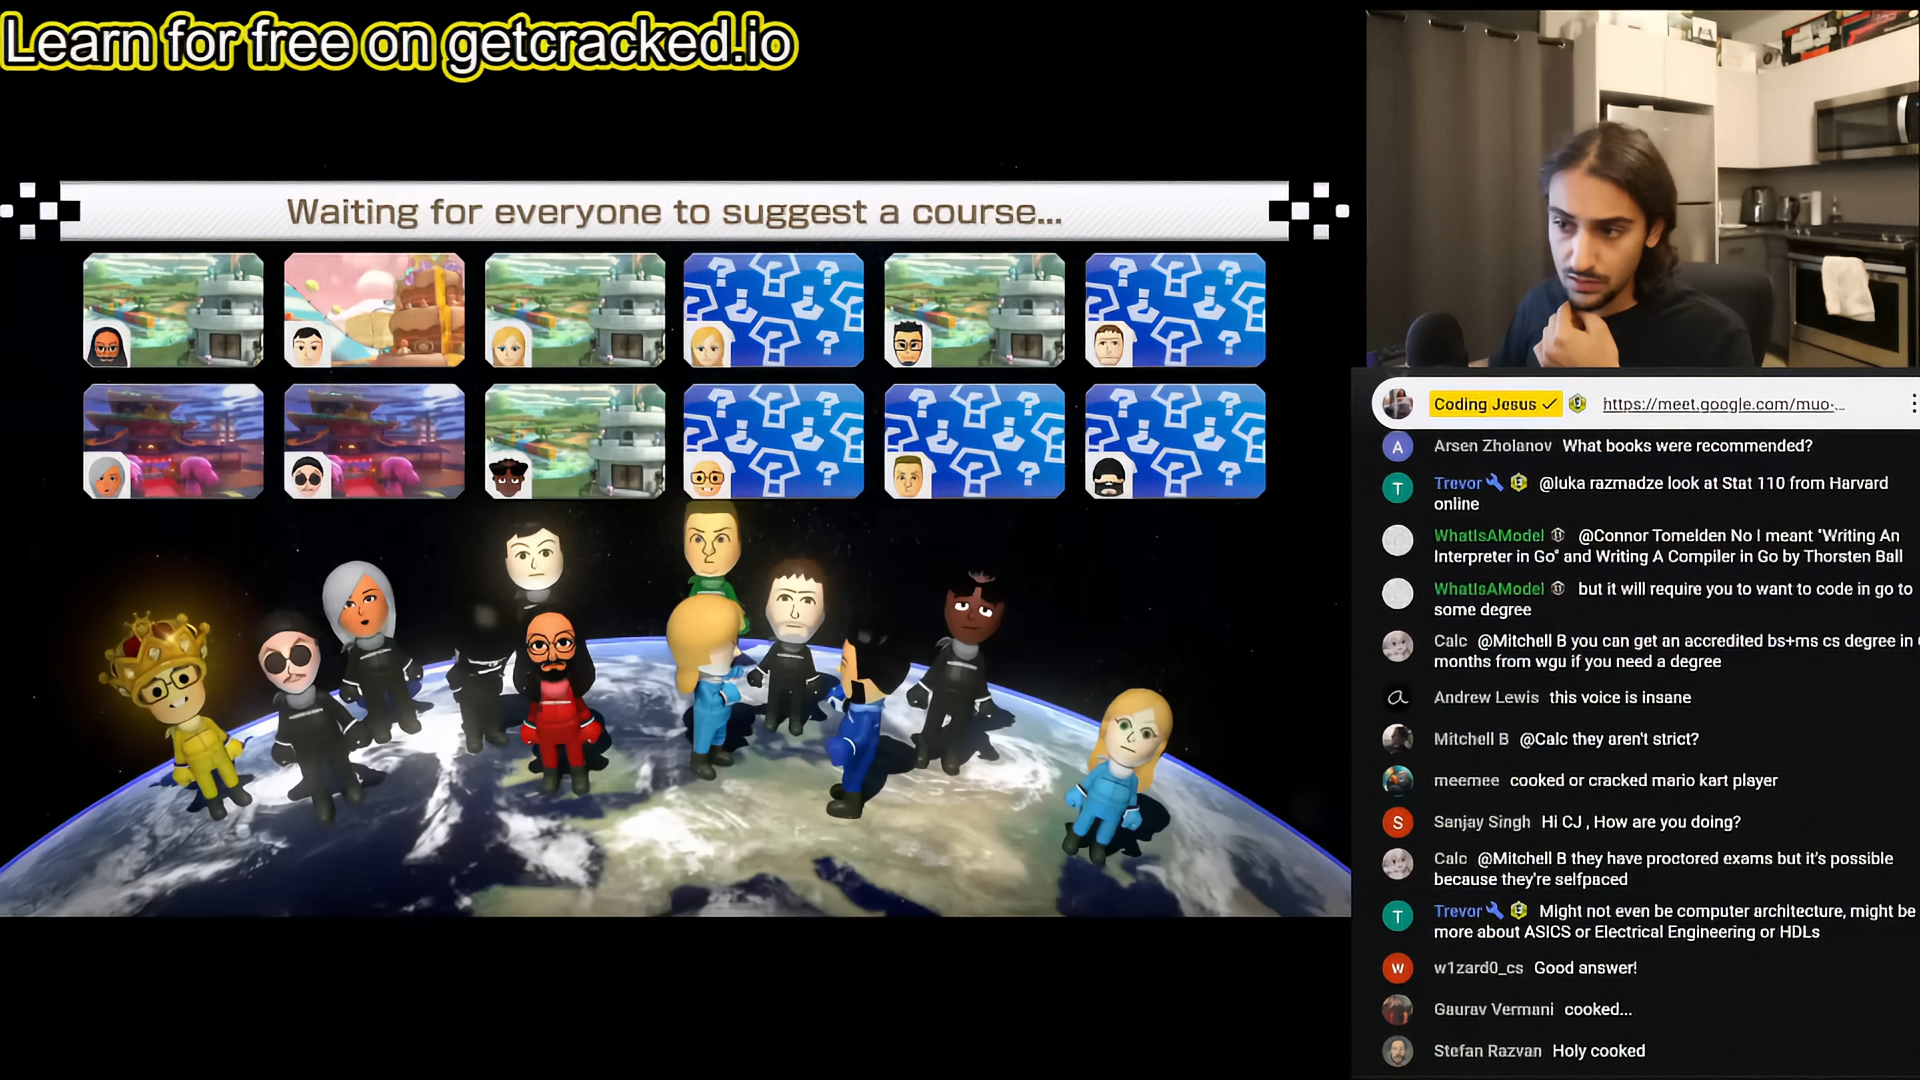 Learn for free on getcracked.io
Waiting for everyone to suggest a course...
Coding Jesus https://meet.google.com/muo-...
A Arsen Zholanov What books were recommended?
T Trevor @luka razmadze look at Stat 110 from Harvard
online
WhatIsAModel @Connor Tomelden No I meant "Writing An
Interpreter in Go" and Writing A Compiler in Go by Thorsten Ball
WhatIsAModel but it will require you to want to code in go to
some degree
Calc @Mitchell B you can get an accredited bs+ms cs degree in
months from wgu if you need a degree
a Andrew Lewis this voice is insane
Mitchell B @Calc they aren't strict?
meemee cooked or cracked mario kart player
S Sanjay Singh Hi CJ , How are you doing?
Calc @Mitchell B they have proctored exams but it's possible
because they're selfpaced
T Trevor Might not even be computer architecture, might be
more about ASICS or Electrical Engineering or HDLs
w w1zard0_cs Good answer!
Gaurav Vermani cooked...
Stefan Razvan Holy cooked